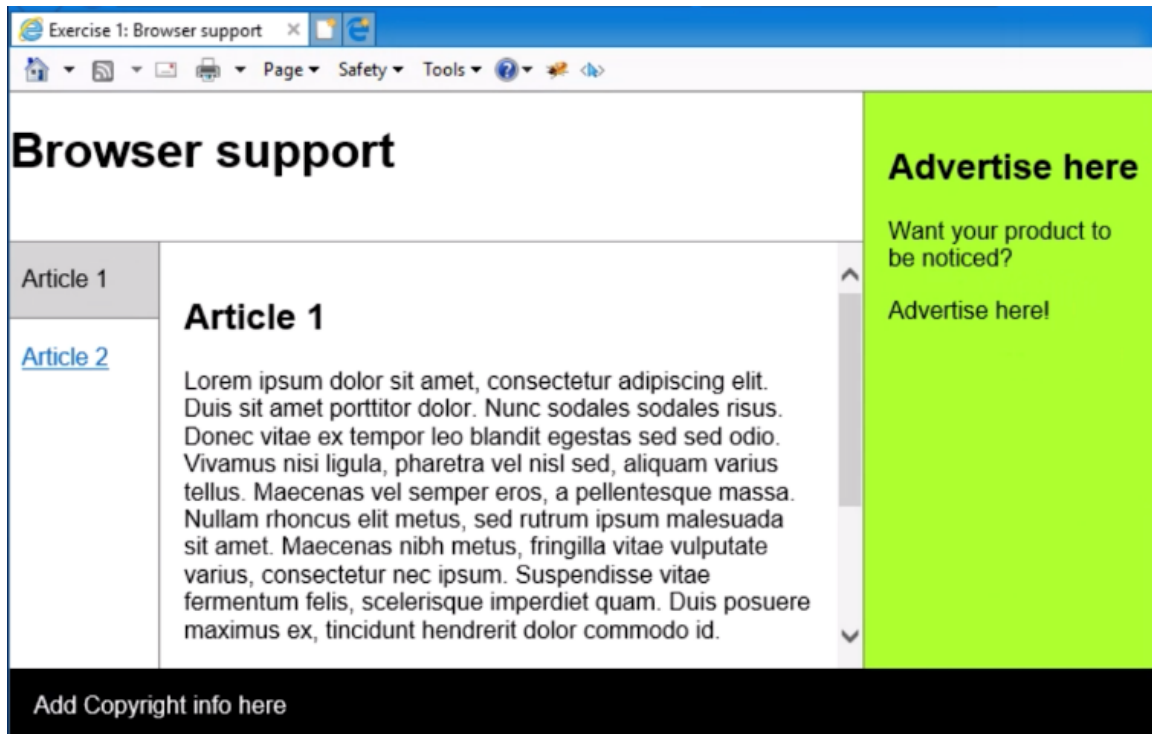 Exercise 1: Browser support
Page Safety Tools
Browser support
Article 1
Article 2
Article 1
Lorem ipsum dolor sit amet, consectetur adipiscing elit.
Duis sit amet porttitor dolor. Nunc sodales sodales risus.
Donec vitae ex tempor leo blandit egestas sed sed odio.
Vivamus nisi ligula, pharetra vel nisl sed, aliquam varius
tellus. Maecenas vel semper eros, a pellentesque massa.
Nullam rhoncus elit metus, sed rutrum ipsum malesuada
sit amet. Maecenas nibh metus, fringilla vitae vulputate
varius, consectetur nec ipsum. Suspendisse vitae
fermentum felis, scelerisque imperdiet quam. Duis posuere
maximus ex, tincidunt hendrerit dolor commodo id.
Advertise here
Want your product to
be noticed?
Advertise here!
Add Copyright info here